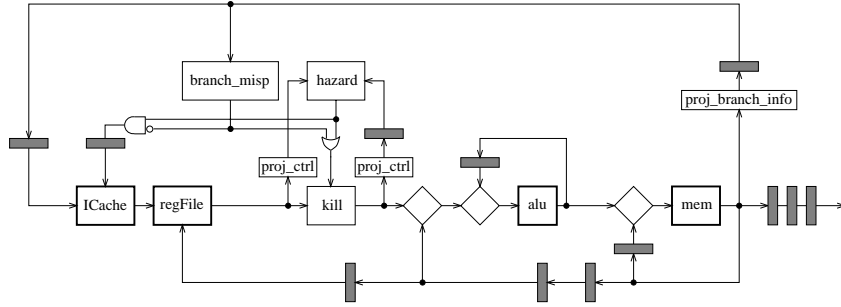 branch_misp
hazard
proj_branch_info
proj_ctrl
proj_ctrl
ICache
regFile
kill
alu
mem